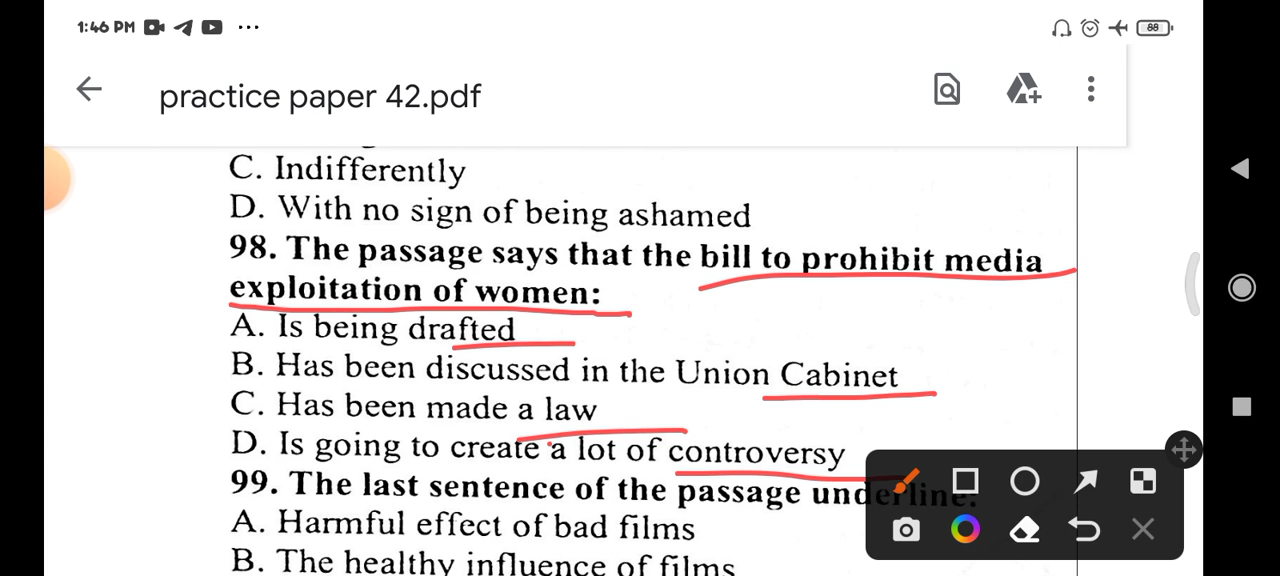 1:46 PM ...
88
practice paper 42.pdf
C. Indifferently
D. With no sign of being ashamed
98. The passage says that the bill to prohibit media
exploitation of women:
A. Is being drafted
B. Has been discussed in the Union Cabinet
C. Has been made a law
D. Is going to create a lot of controversy
99. The last sentence of the passage underline:
A. Harmful effect of bad films
B. The healthy influence of films